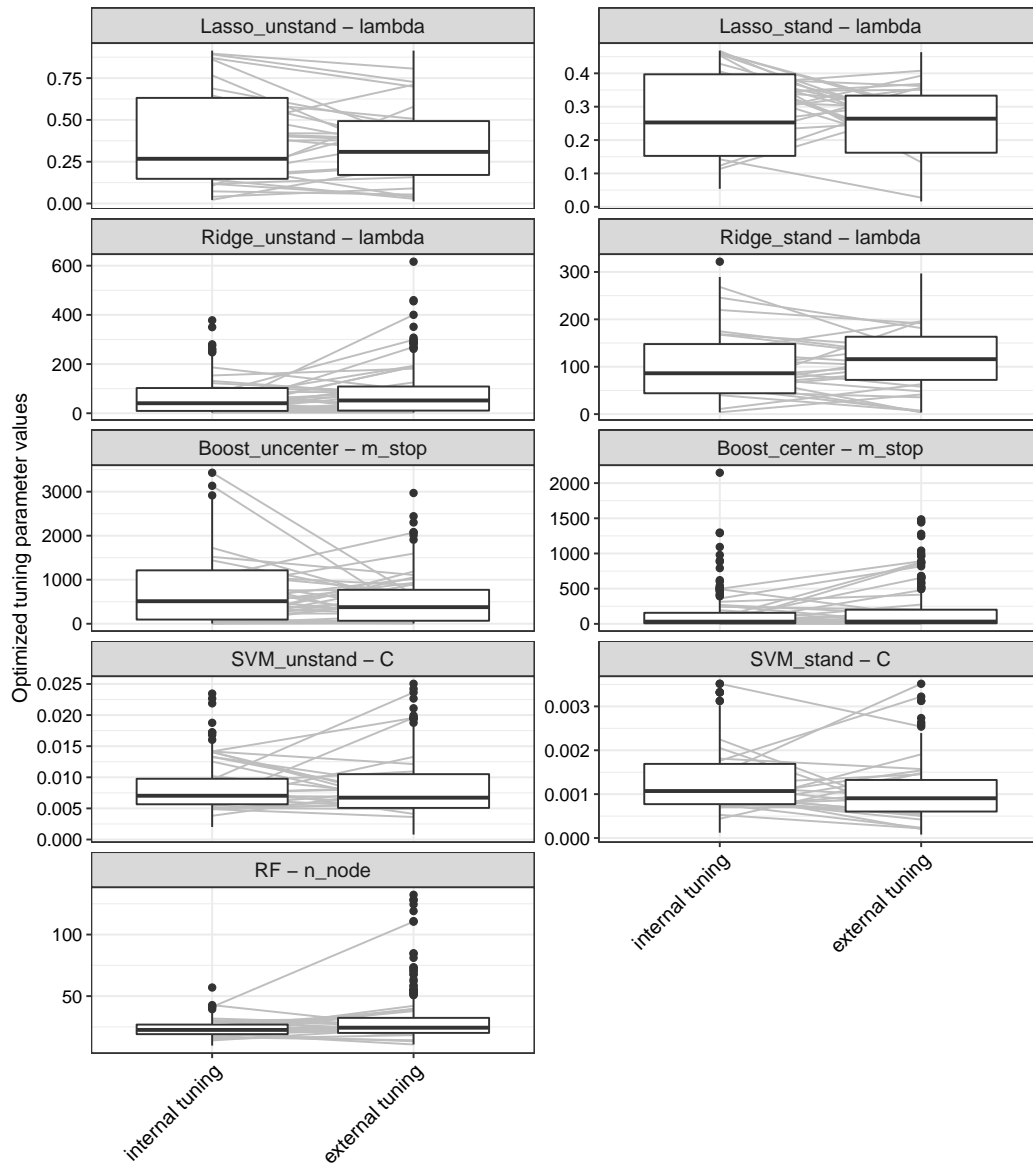 Optimized tuning parameter values
Lasso_unstand − lambda
0.75
0.50
0.25
0.00
Lasso_stand − lambda
0.4
0.3
0.2
0.1
0.0
Ridge_unstand − lambda
600
400
200
0
Ridge_stand − lambda
300
200
100
0
Boost_uncenter − m_stop
3000
2000
1000
0
Boost_center − m_stop
2000
1500
1000
500
0
SVM_unstand − C
0.025
0.020
0.015
0.010
0.005
0.000
SVM_stand − C
0.003
0.002
0.001
0.000
internal tuning
external tuning
RF − n_node
100
50
internal tuning
external tuning